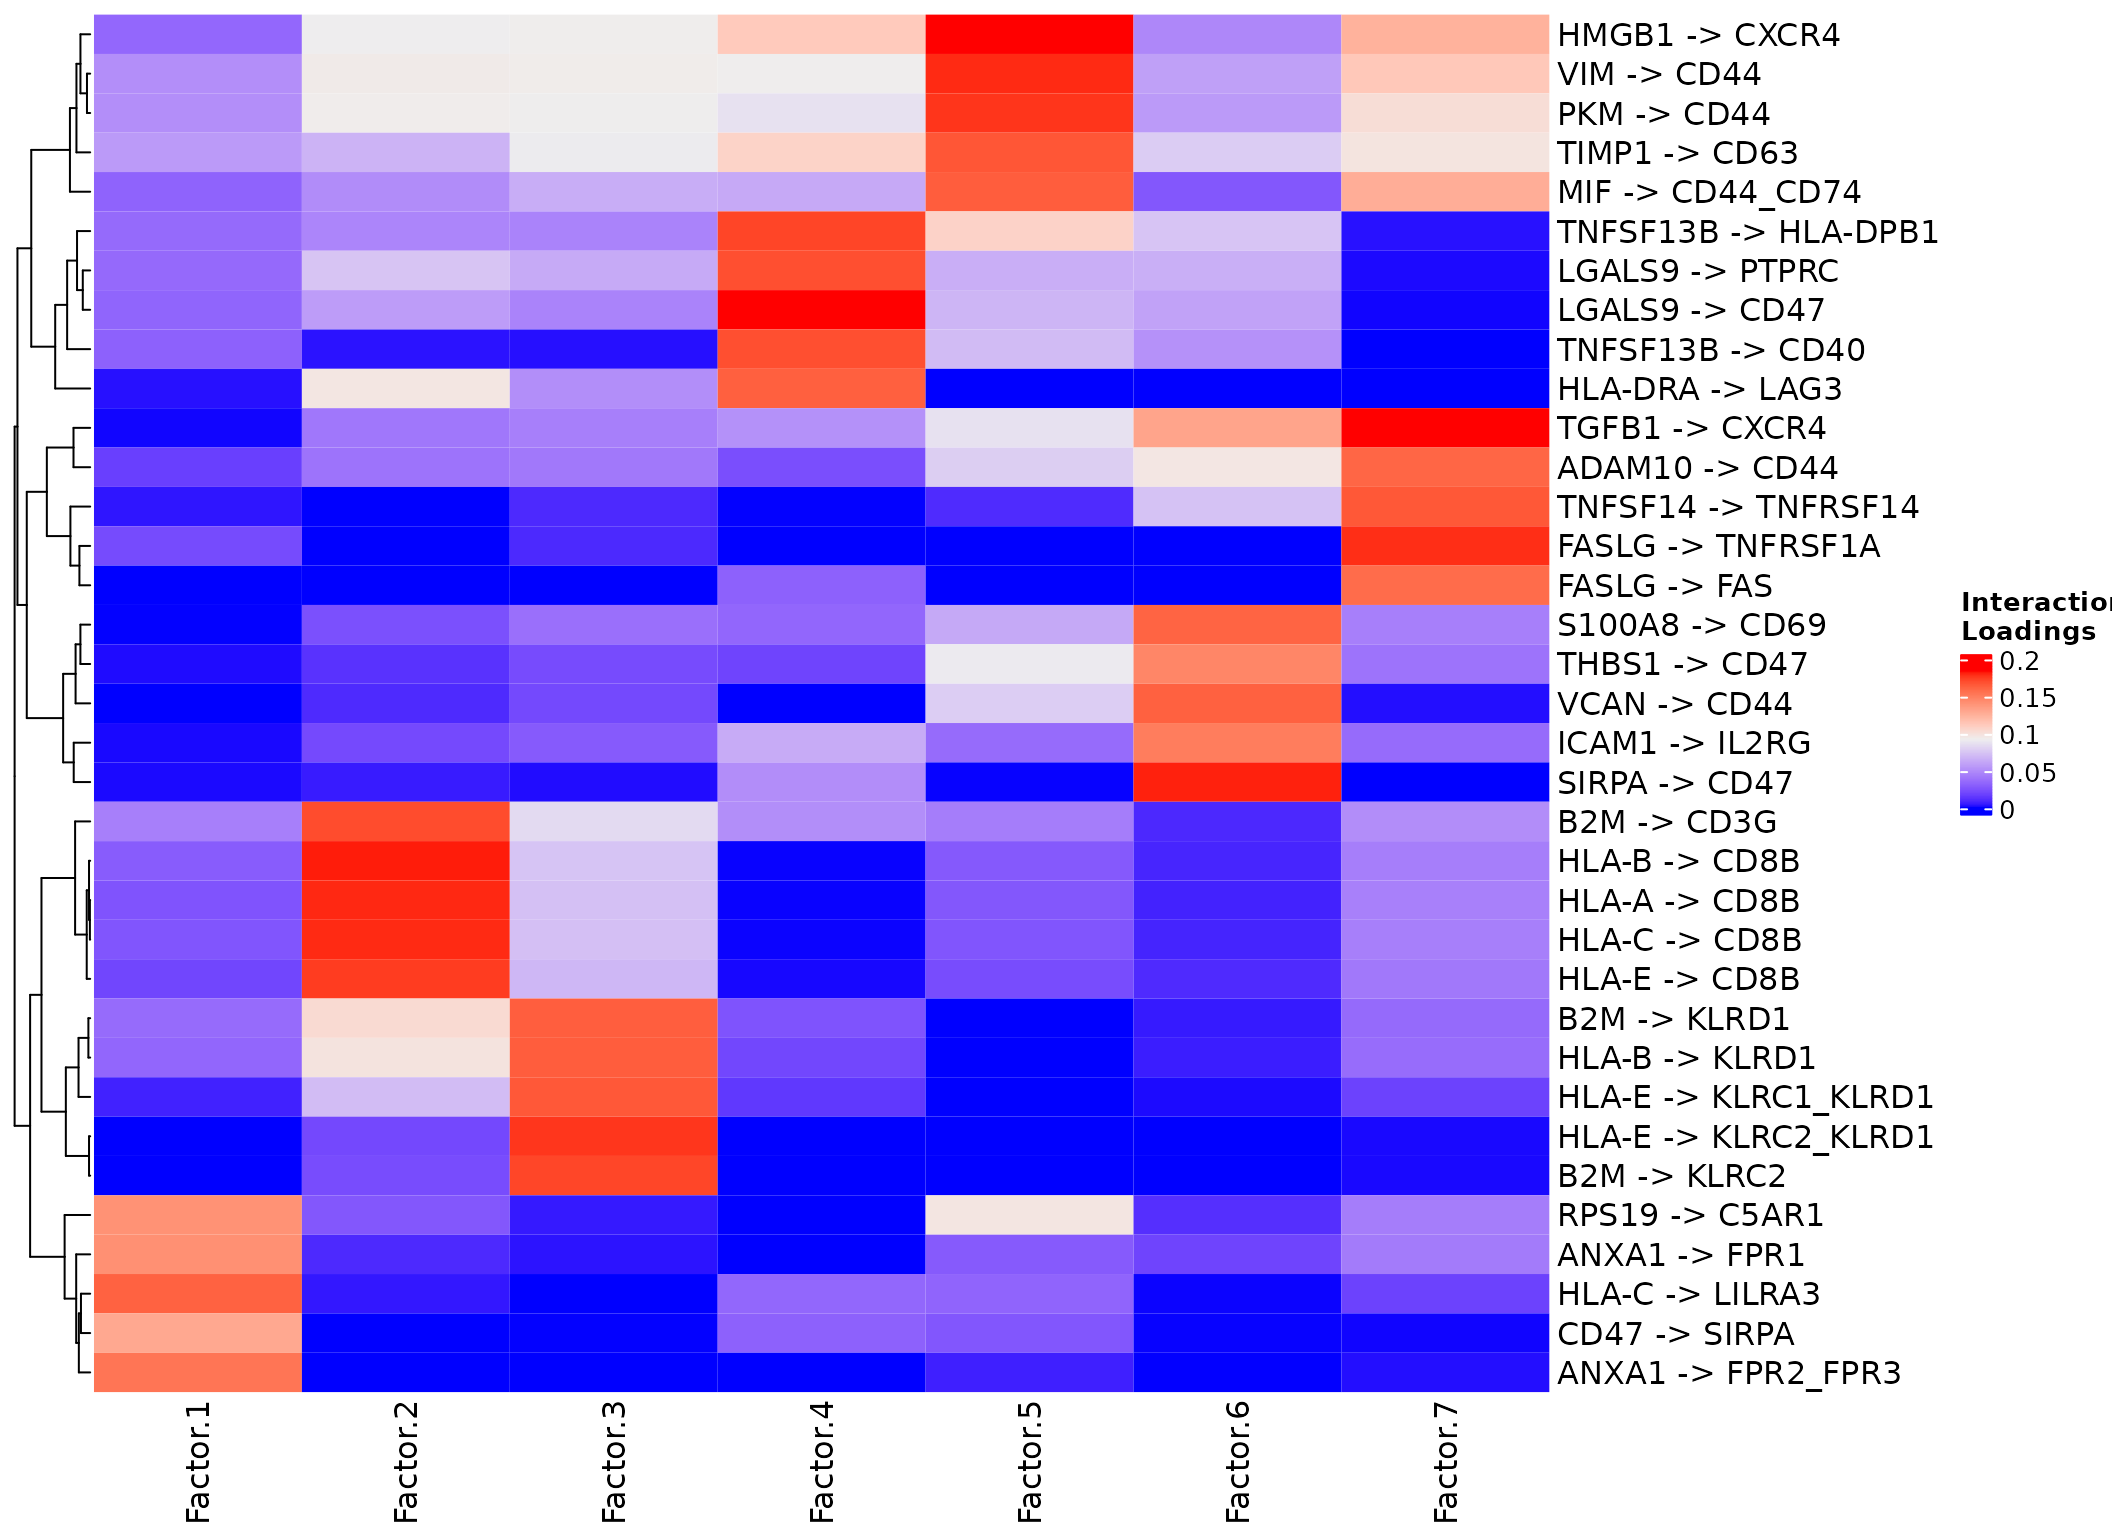 HMGB1 -> CXCR4
VIM -> CD44
PKM -> CD44
TIMP1 -> CD63
MIF -> CD44_CD74
TNFSF13B -> HLA-DPB1
LGALS9 -> PTPRC
LGALS9 -> CD47
TNFSF13B -> CD40
HLA-DRA -> LAG3
TGFB1 -> CXCR4
ADAM10 -> CD44
TNFSF14 -> TNFRSF14
FASLG -> TNFRSF1A
FASLG -> FAS
S100A8 -> CD69
THBS1 -> CD47
VCAN -> CD44
ICAM1 -> IL2RG
SIRPA -> CD47
B2M -> CD3G
HLA-B -> CD8B
HLA-A -> CD8B
HLA-C -> CD8B
HLA-E -> CD8B
B2M -> KLRD1
HLA-B -> KLRD1
HLA-E -> KLRC1_KLRD1
HLA-E -> KLRC2_KLRD1
B2M -> KLRC2
RPS19 -> C5AR1
ANXA1 -> FPR1
HLA-C -> LILRA3
CD47 -> SIRPA
ANXA1 -> FPR2_FPR3
Interaction
Loadings
0.2
0.15
0.1
0.05
0
Factor.1
Factor.2
Factor.3
Factor.4
Factor.5
Factor.6
Factor.7